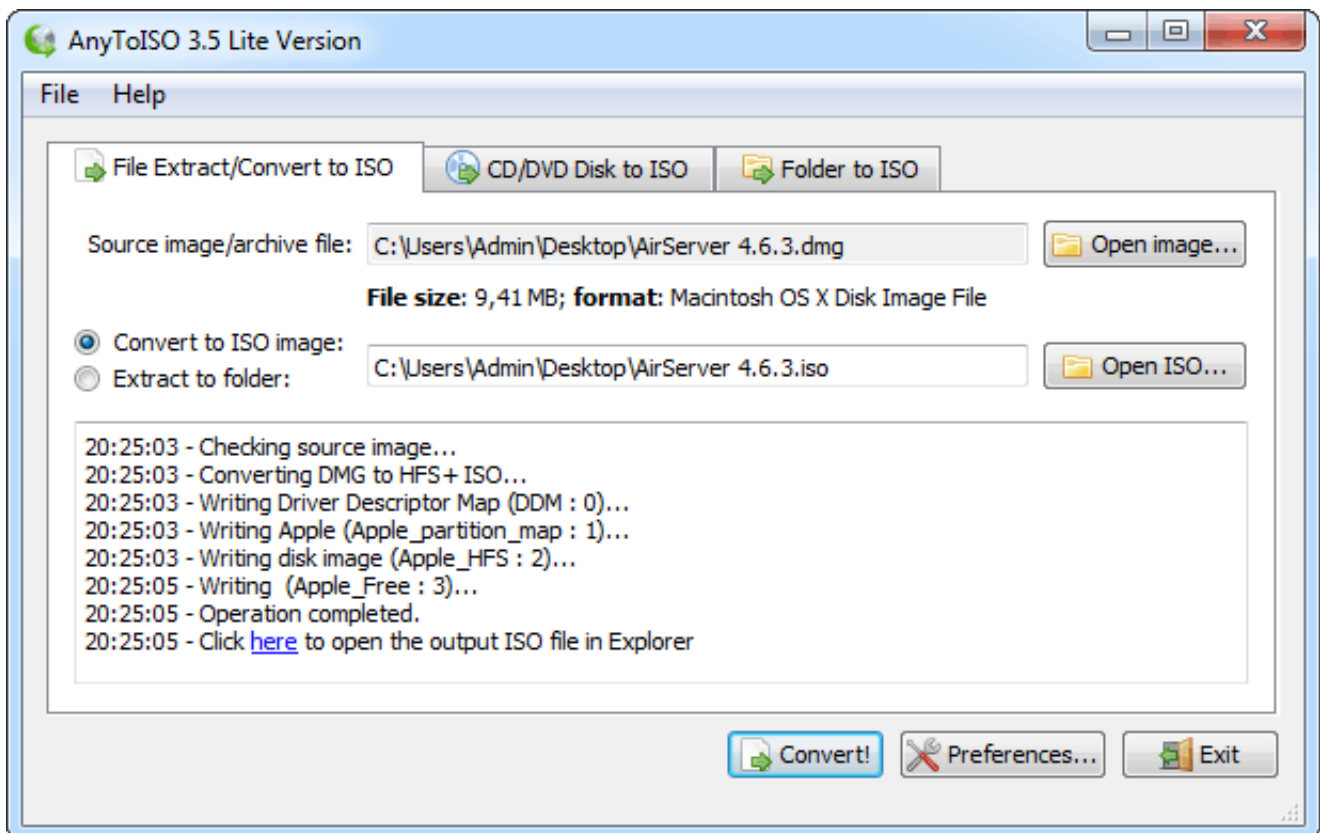 AnyToISO 3.5 Lite Version
File Help
File Extract/Convert to ISO CD/DVD Disk to ISO Folder to ISO
Source image/archive file: C:\Users\Admin\Desktop\AirServer 4.6.3.dmg Open image...
File size: 9,41 MB; format: Macintosh OS X Disk Image File
Convert to ISO image:
Extract to folder:
C:\Users\Admin\Desktop\AirServer 4.6.3.iso Open ISO...
20:25:03 - Checking source image...
20:25:03 - Converting DMG to HFS+ ISO...
20:25:03 - Writing Driver Descriptor Map (DDM : 0)...
20:25:03 - Writing Apple (Apple_partition_map : 1)...
20:25:03 - Writing disk image (Apple_HFS : 2)...
20:25:05 - Writing  (Apple_Free : 3)...
20:25:05 - Operation completed.
20:25:05 - Click here to open the output ISO file in Explorer
Convert! Preferences... Exit